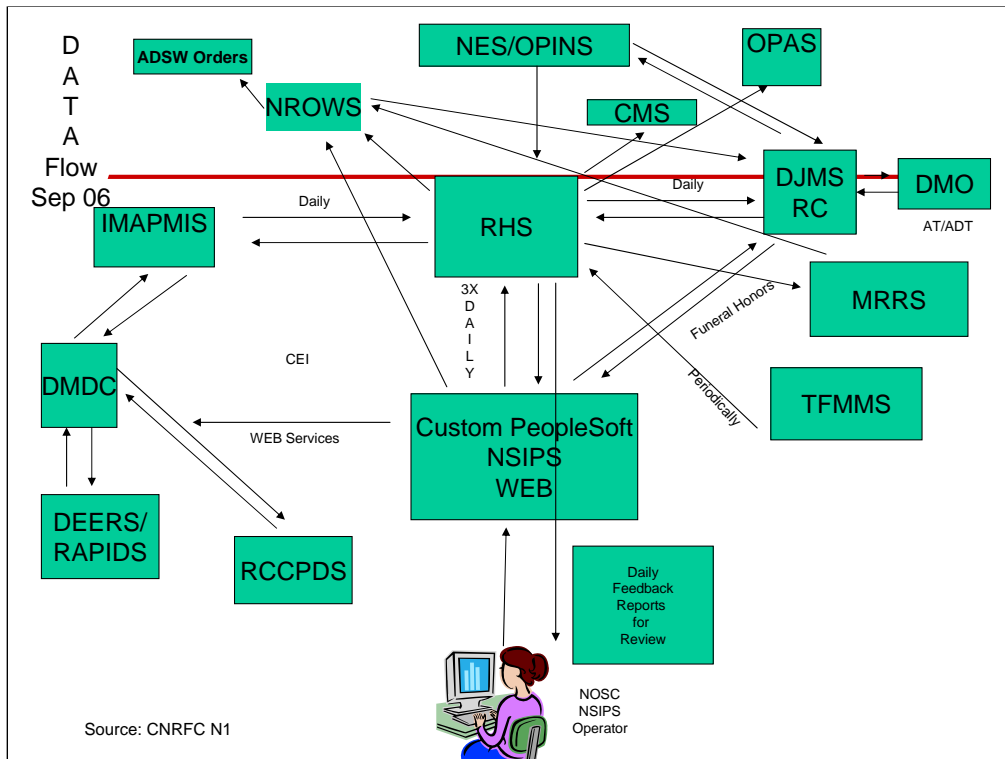 D
A
T
A
Flow
Sep 06
ADSW Orders
NES/OPINS
OPAS
NROWS
CMS
DJMS
RC
DMO
AT/ADT
IMAPMIS
Daily
RHS
Daily
MRRS
3X
D
A
I
L
Y
Funeral Honors
Periodically
TFMMS
DMDC
CEI
WEB Services
Custom PeopleSoft
NSIPS
WEB
DEERS/
RAPIDS
RCCPDS
Daily
Feedback
Reports
for
Review
NOSC
NSIPS
Operator
Source: CNRFC N1